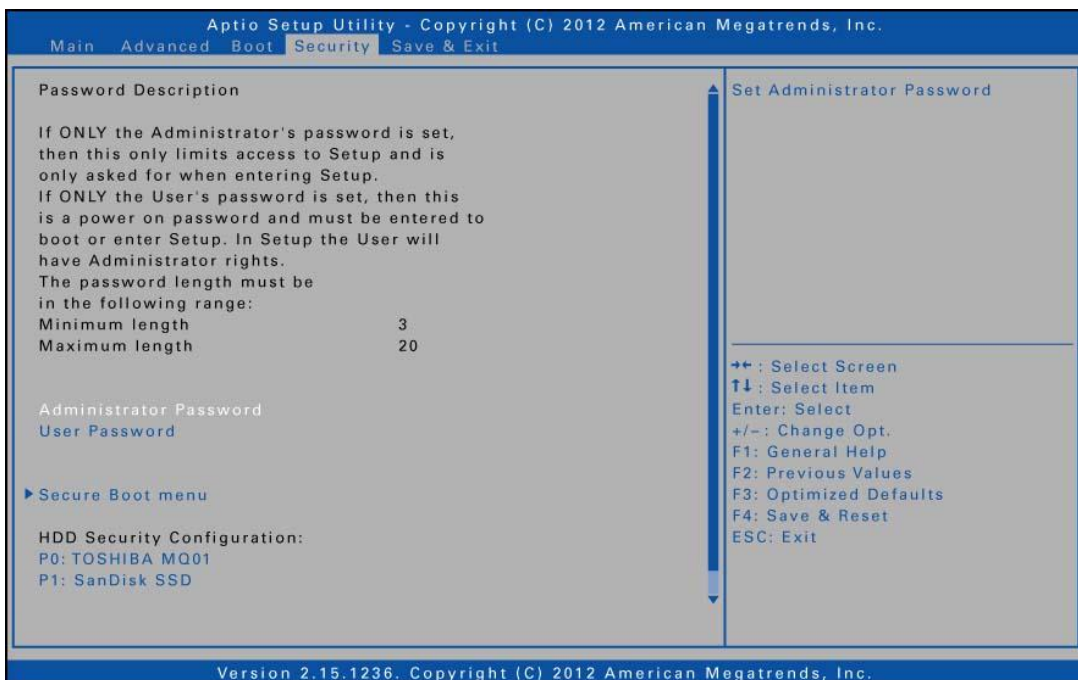 Aptio Setup Utility - Copyright (C) 2012 American Megatrends, Inc.
Main Advanced Boot Security Save & Exit
Password Description
If ONLY the Administrator's password is set,
then this only limits access to Setup and is
only asked for when entering Setup.
If ONLY the User's password is set, then this
is a power on password and must be entered to
boot or enter Setup. In Setup the User will
have Administrator rights.
The password length must be
in the following range:
Minimum length 3
Maximum length 20
Administrator Password
User Password
Secure Boot menu
HDD Security Configuration:
P0: TOSHIBA MQ01
P1: SanDisk SSD
Set Administrator Password
→←: Select Screen
↑↓: Select Item
Enter: Select
+/–: Change Opt.
F1: General Help
F2: Previous Values
F3: Optimized Defaults
F4: Save & Reset
ESC: Exit
Version 2.15.1236. Copyright (C) 2012 American Megatrends, Inc.